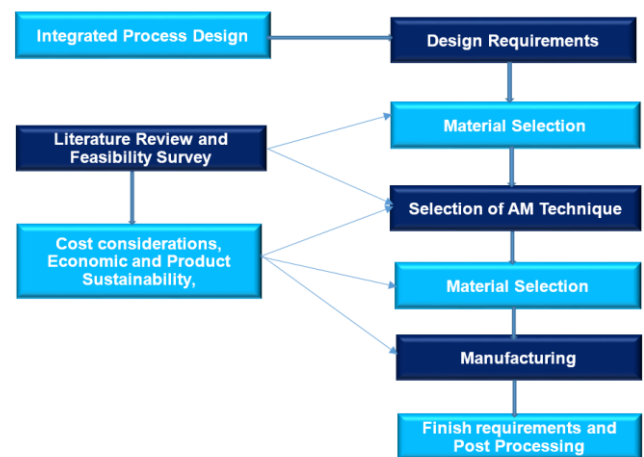 Integrated Process Design
Design Requirements
Material Selection
Literature Review and
Feasibility Survey
Selection of AM Technique
Cost considerations,
Economic and Product
Sustainability,
Material Selection
Manufacturing
Finish requirements and
Post Processing